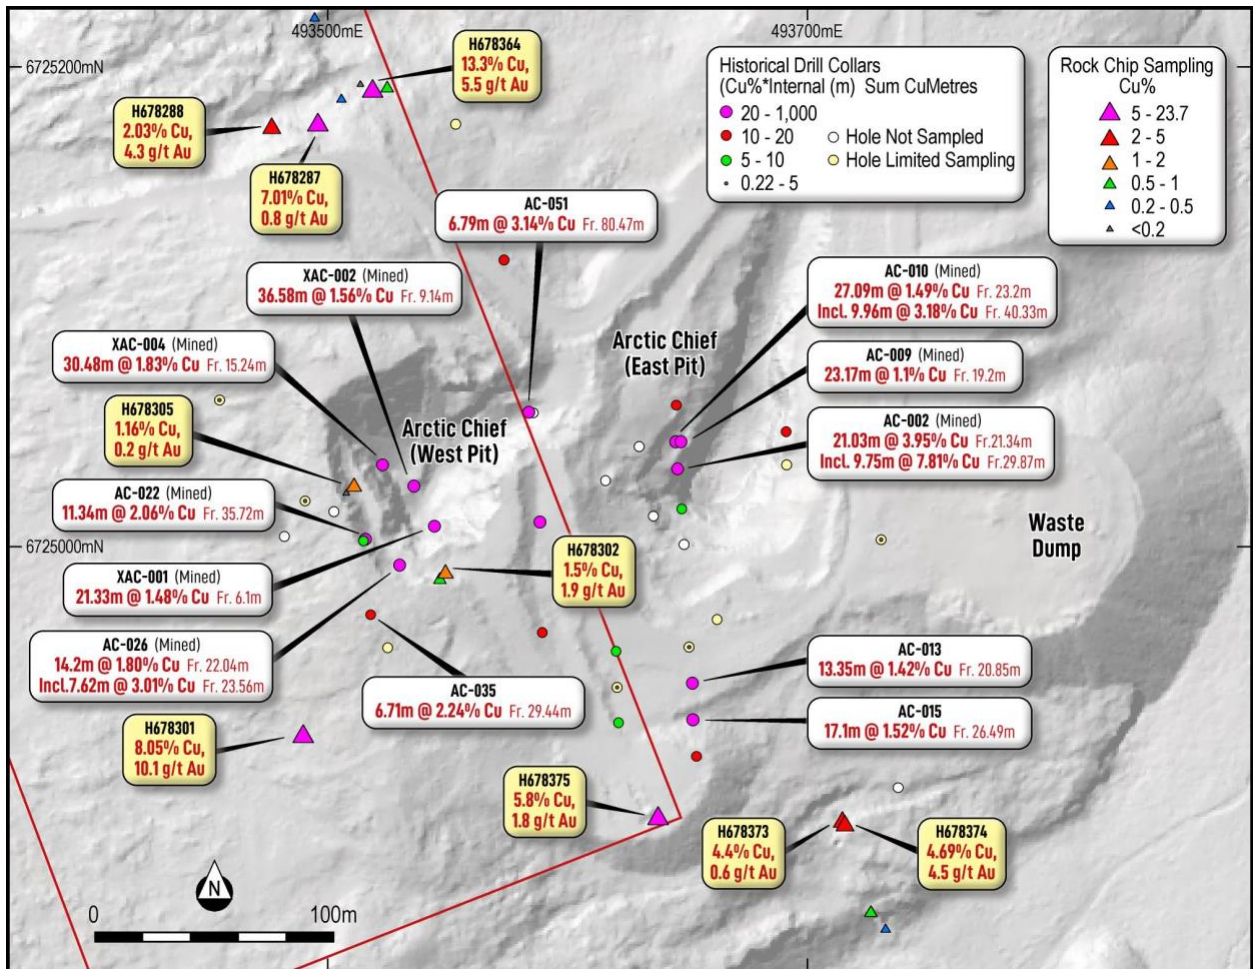 493500mE
493700mE
6725200mN
H678364
13.3% Cu,
5.5 g/t Au
H678288
2.03% Cu,
4.3 g/t Au
H678287
7.01% Cu,
0.8 g/t Au
Historical Drill Collars
(Cu%*Internal (m) Sum CuMetres
20 - 1,000
10 - 20
5 - 10
0.22 - 5
Hole Not Sampled
Hole Limited Sampling
Rock Chip Sampling
Cu%
5 - 23.7
2 - 5
1 - 2
0.5 - 1
0.2 - 0.5
<0.2
AC-051
6.79m @ 3.14% Cu Fr. 80.47m
XAC-002 (Mined)
36.58m @ 1.56% Cu Fr. 9.14m
AC-010 (Mined)
27.09m @ 1.49% Cu Fr. 23.2m
Incl. 9.96m @ 3.18% Cu Fr. 40.33m
XAC-004 (Mined)
30.48m @ 1.83% Cu Fr. 15.24m
Arctic Chief
(East Pit)
AC-009 (Mined)
23.17m @ 1.1% Cu Fr. 19.2m
H678305
1.16% Cu,
0.2 g/t Au
Arctic Chief
(West Pit)
AC-002 (Mined)
21.03m @ 3.95% Cu Fr.21.34m
Incl. 9.75m @ 7.81% Cu Fr.29.87m
AC-022 (Mined)
11.34m @ 2.06% Cu Fr. 35.72m
Waste
Dump
6725000mN
H678302
1.5% Cu,
1.9 g/t Au
XAC-001 (Mined)
21.33m @ 1.48% Cu Fr. 6.1m
AC-026 (Mined)
14.2m @ 1.80% Cu Fr. 22.04m
Incl.7.62m @ 3.01% Cu Fr. 23.56m
AC-013
13.35m @ 1.42% Cu Fr. 20.85m
AC-035
6.71m @ 2.24% Cu Fr. 29.44m
AC-015
17.1m @ 1.52% Cu Fr. 26.49m
H678301
8.05% Cu,
10.1 g/t Au
H678375
5.8% Cu,
1.8 g/t Au
H678373
4.4% Cu,
0.6 g/t Au
H678374
4.69% Cu,
4.5 g/t Au
N
0
100m